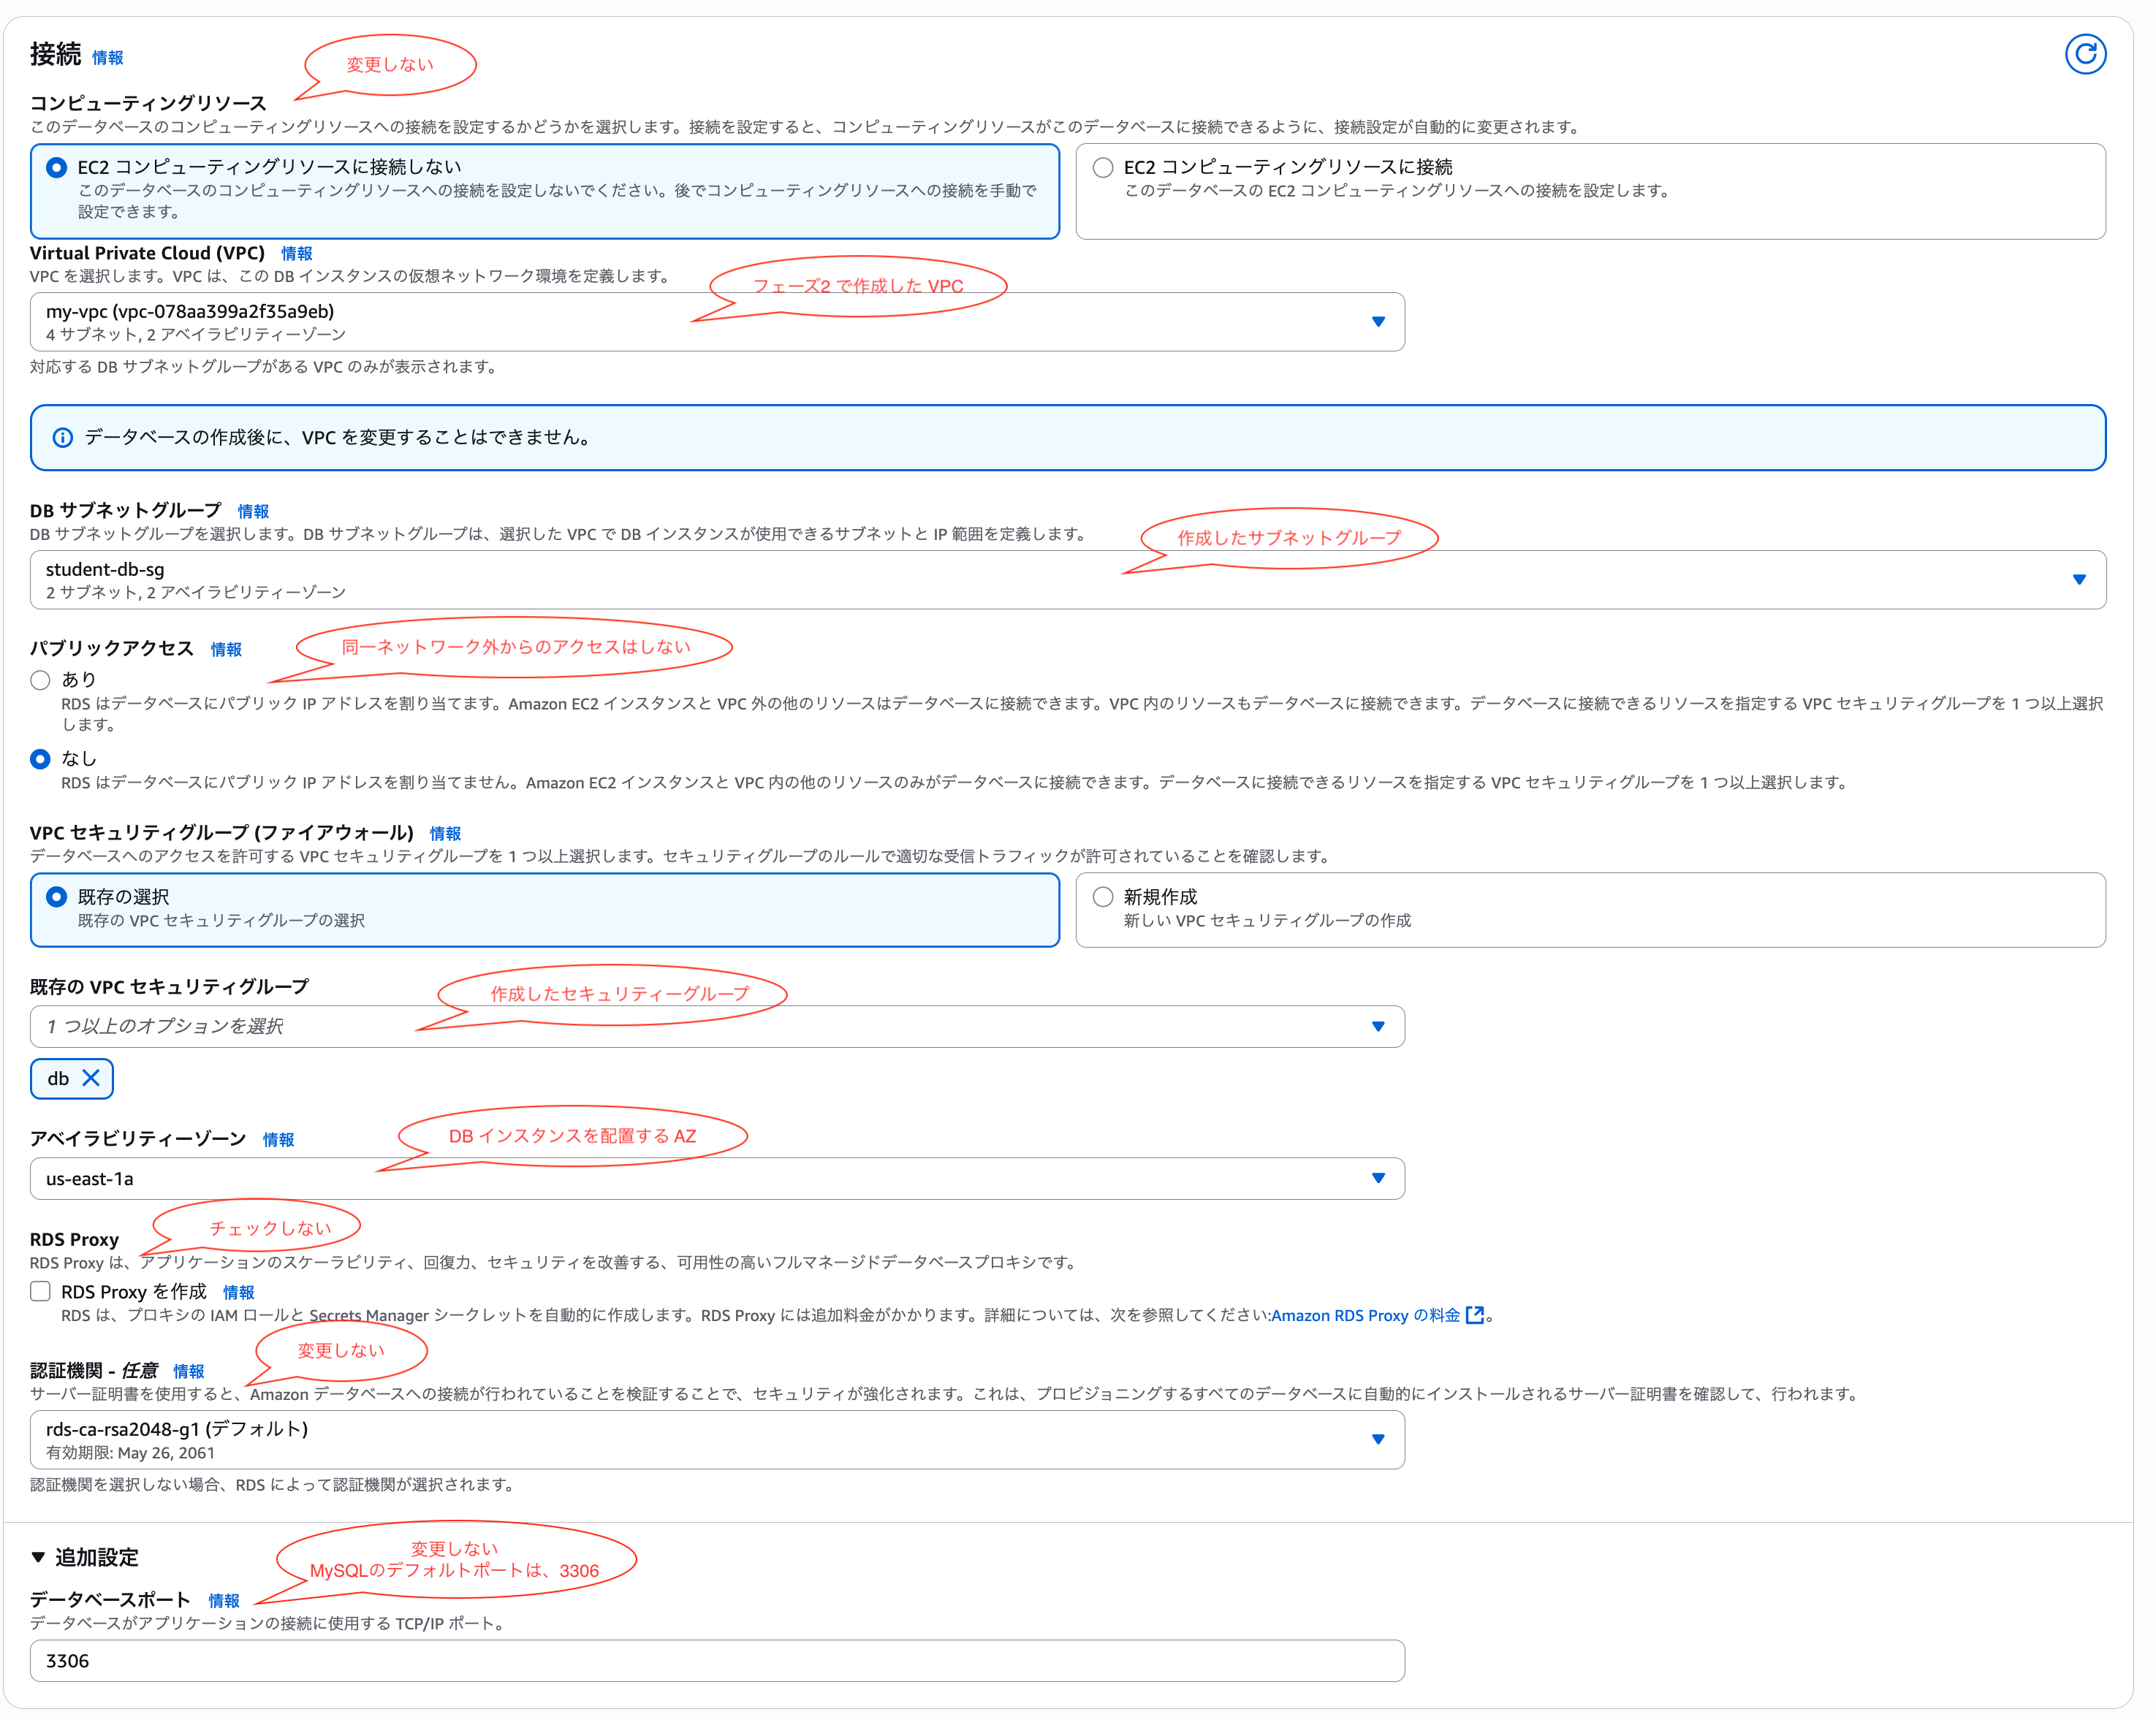 接続 情報
変更しない
コンピューティングリソース
このデータベースのコンピューティングリソースへの接続を設定するかどうかを選択します。接続を設定すると、コンピューティングリソースがこのデータベースに接続できるように、接続設定が自動的に変更されます。
EC2 コンピューティングリソースに接続しない
このデータベースのコンピューティングリソースへの接続を設定しないでください。後でコンピューティングリソースへの接続を手動で
設定できます。
EC2 コンピューティングリソースに接続
このデータベースの EC2 コンピューティングリソースへの接続を設定します。
Virtual Private Cloud (VPC) 情報
VPC を選択します。VPC は、この DB インスタンスの仮想ネットワーク環境を定義します。
フェーズ2 で作成した VPC
my-vpc (vpc-078aa399a2f35a9eb)
4 サブネット, 2 アベイラビリティーゾーン
対応する DB サブネットグループがある VPC のみが表示されます。
データベースの作成後に、VPC を変更することはできません。
DB サブネットグループ 情報
DB サブネットグループを選択します。DB サブネットグループは、選択した VPC で DB インスタンスが使用できるサブネットと IP 範囲を定義します。
作成したサブネットグループ
student-db-sg
2 サブネット, 2 アベイラビリティーゾーン
パブリックアクセス 情報
同一ネットワーク外からのアクセスはしない
あり
RDS はデータベースにパブリック IP アドレスを割り当てます。Amazon EC2 インスタンスと VPC 外の他のリソースはデータベースに接続できます。VPC 内のリソースもデータベースに接続できます。データベースに接続できるリソースを指定する VPC セキュリティグループを 1 つ以上選択
します。
なし
RDS はデータベースにパブリック IP アドレスを割り当てません。Amazon EC2 インスタンスと VPC 内の他のリソースのみがデータベースに接続できます。データベースに接続できるリソースを指定する VPC セキュリティグループを 1 つ以上選択します。
VPC セキュリティグループ (ファイアウォール) 情報
データベースへのアクセスを許可する VPC セキュリティグループを 1 つ以上選択します。セキュリティグループのルールで適切な受信トラフィックが許可されていることを確認します。
既存の選択
既存の VPC セキュリティグループの選択
新規作成
新しい VPC セキュリティグループの作成
既存の VPC セキュリティグループ
作成したセキュリティーグループ
1 つ以上のオプションを選択
db
アベイラビリティーゾーン 情報
DB インスタンスを配置する AZ
us-east-1a
チェックしない
RDS Proxy
RDS Proxy は、アプリケーションのスケーラビリティ、回復力、セキュリティを改善する、可用性の高いフルマネージドデータベースプロキシです。
RDS Proxy を作成 情報
RDS は、プロキシの IAM ロールと Secrets Manager シークレットを自動的に作成します。RDS Proxy には追加料金がかかります。詳細については、次を参照してください:Amazon RDS Proxy の料金 。
変更しない
認証機関 - 任意 情報
サーバー証明書を使用すると、Amazon データベースへの接続が行われていることを検証することで、セキュリティが強化されます。これは、プロビジョニングするすべてのデータベースに自動的にインストールされるサーバー証明書を確認して、行われます。
rds-ca-rsa2048-g1 (デフォルト)
有効期限: May 26, 2061
認証機関を選択しない場合、RDS によって認証機関が選択されます。
追加設定
変更しない
MySQLのデフォルトポートは、3306
データベースポート 情報
データベースがアプリケーションの接続に使用する TCP/IP ポート。
3306